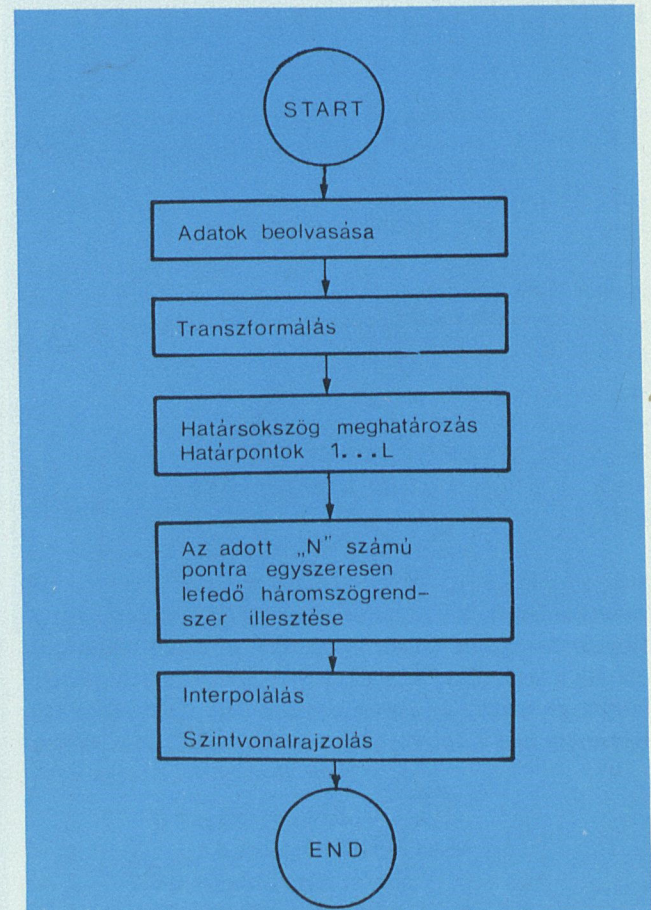 START
Adatok beolvasása
Transzformálás
Határsokszög meghatározás
Határpontok 1...L
Az adott „N" számú
pontra egyszeresen
lefedő háromszögrend-
szer illesztése
Interpolálás
Szintvonalrajzolás
END